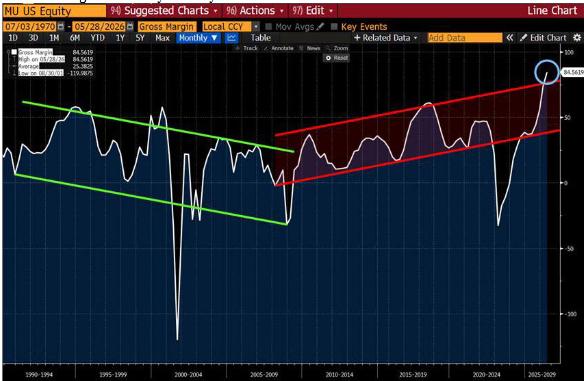 MU US Equity 94) Suggested Charts 96) Actions 97) Edit Line Chart
07/03/1970 - 05/28/2026 Gross Margin Local CCY Mov Avgs Key Events
1D 3D 1M 6M YTD 1Y 5Y Max Monthly ▼ Table + Related Data Add Data « Edit Chart
Track Annotate News Zoom
Reset
Gross Margin 84.5619
High on 05/28/26 84.5619
Average 25.3825
Low on 08/30/01 -119.9875
100
84.5619
50
0
-50
-100
1990-1994 1995-1999 2000-2004 2005-2009 2010-2014 2015-2019 2020-2024 2025-2029